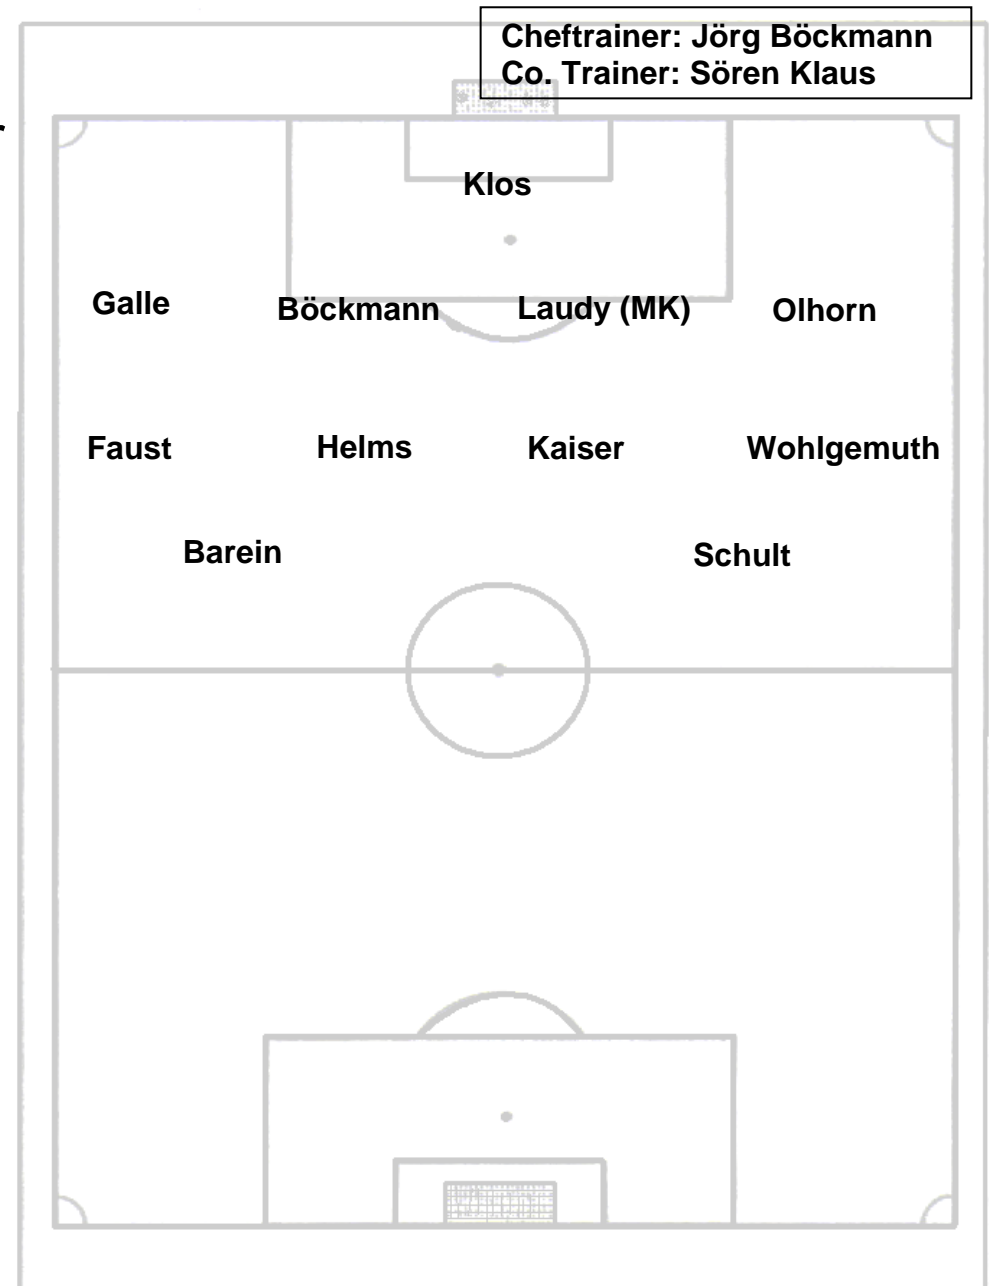 Cheftrainer: Jörg Böckmann
Co. Trainer: Sören Klaus
Klos
Galle Böckmann Laudy (MK) Olhorn
Faust Helms Kaiser Wohlgemuth
Barein Schult